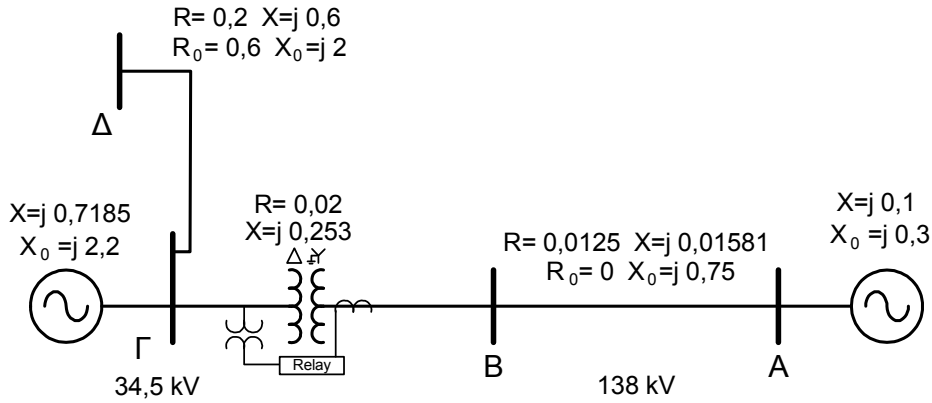 R= 0,2 X=j 0,6
R0= 0,6 X0=j 2
Δ
X=j 0,7185
X0 =j 2,2
R= 0,02
X=j 0,253
Δ Y
X=j 0,1
X0 =j 0,3
R= 0,0125 X=j 0,01581
R0= 0 X0=j 0,75
Γ
Relay
B
A
34,5 kV
138 kV